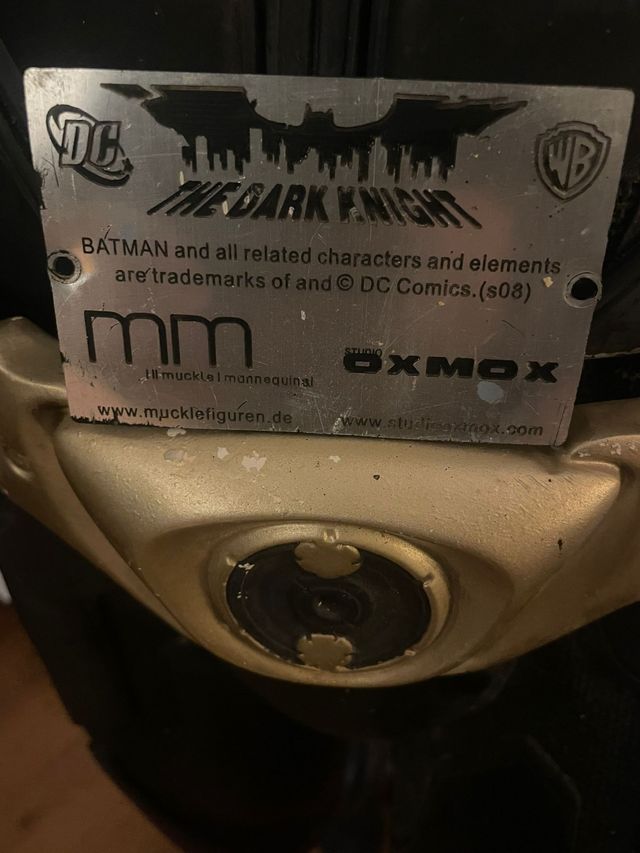 DC
WB
THE DARK KNIGHT
BATMAN and all related characters and elements
are trademarks of and © DC Comics.(s08)
mm
muckle mannequins
STUDIO
OXMOX
www.mucklefiguren.de
www.studiooxmox.com